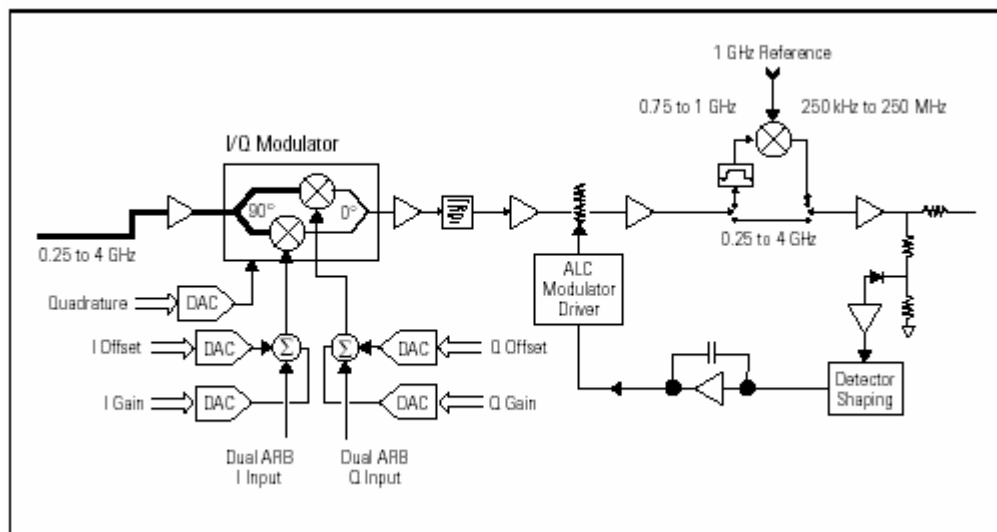 1 GHz Reference
0.75 to 1 GHz
250 kHz to 250 MHz
I/Q Modulator
90°
0°
0.25 to 4 GHz
0.25 to 4 GHz
Quadrature
DAC
ALC
Modulator
Driver
I Offset
DAC
Σ
Σ
DAC
Q Offset
I Gain
DAC
DAC
Q Gain
Detector
Shaping
Dual ARB
I Input
Dual ARB
Q Input